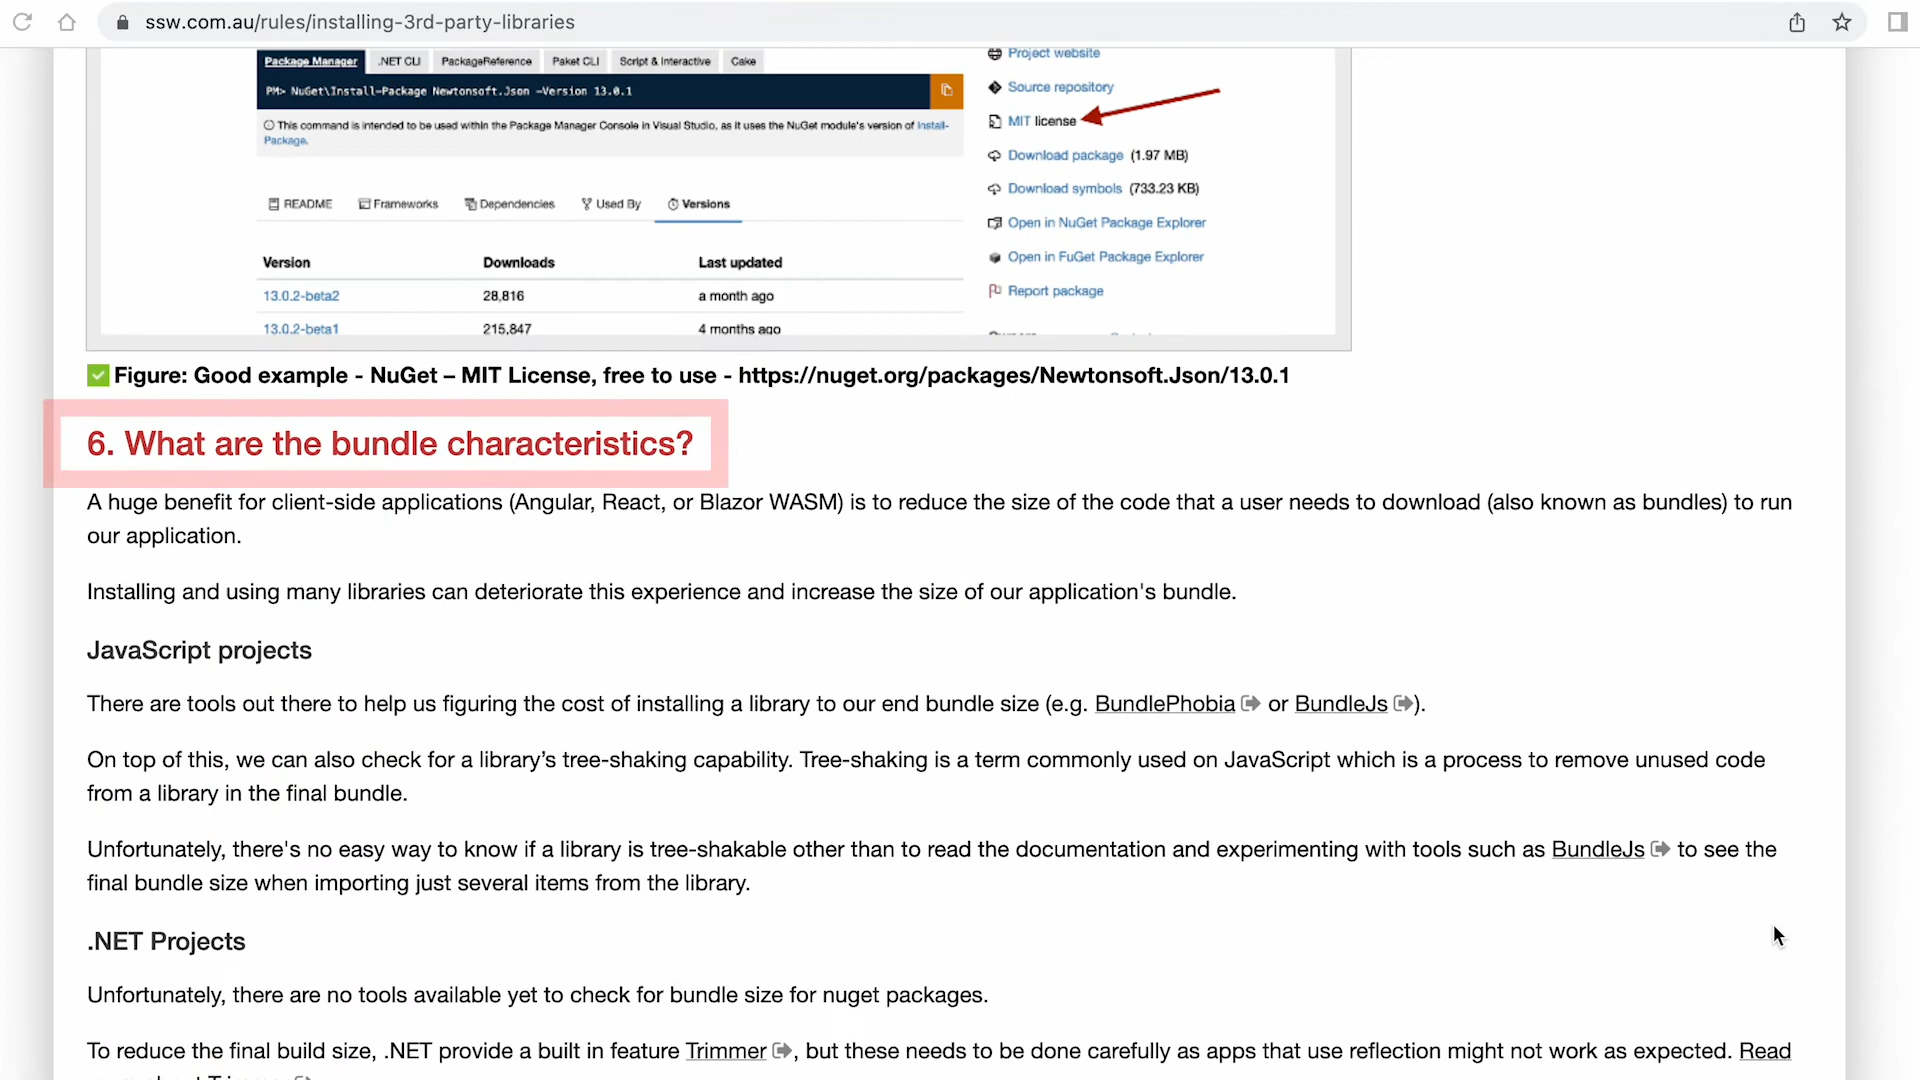 ssw.com.au/rules/installing-3rd-party-libraries
Package Manager .NET CLI PackageReference Paket CLI Script & Interactive Cake
PM> NuGet\Install-Package Newtonsoft.Json -Version 13.0.1
This command is intended to be used within the Package Manager Console in Visual Studio, as it uses the NuGet module's version of Install-
Package.
README Frameworks Dependencies Used By Versions
Version Downloads Last updated
13.0.2-beta2 28,816 a month ago
13.0.2-beta1 215,847 4 months ago
Project website
Source repository
MIT license
Download package (1.97 MB)
Download symbols (733.23 KB)
Open in NuGet Package Explorer
Open in FuGet Package Explorer
Report package
Figure: Good example - NuGet – MIT License, free to use - https://nuget.org/packages/Newtonsoft.Json/13.0.1
6. What are the bundle characteristics?
A huge benefit for client-side applications (Angular, React, or Blazor WASM) is to reduce the size of the code that a user needs to download (also known as bundles) to run
our application.
Installing and using many libraries can deteriorate this experience and increase the size of our application's bundle.
JavaScript projects
There are tools out there to help us figuring the cost of installing a library to our end bundle size (e.g. BundlePhobia or BundleJs).
On top of this, we can also check for a library’s tree-shaking capability. Tree-shaking is a term commonly used on JavaScript which is a process to remove unused code
from a library in the final bundle.
Unfortunately, there's no easy way to know if a library is tree-shakable other than to read the documentation and experimenting with tools such as BundleJs to see the
final bundle size when importing just several items from the library.
.NET Projects
Unfortunately, there are no tools available yet to check for bundle size for nuget packages.
To reduce the final build size, .NET provide a built in feature Trimmer, but these needs to be done carefully as apps that use reflection might not work as expected. Read